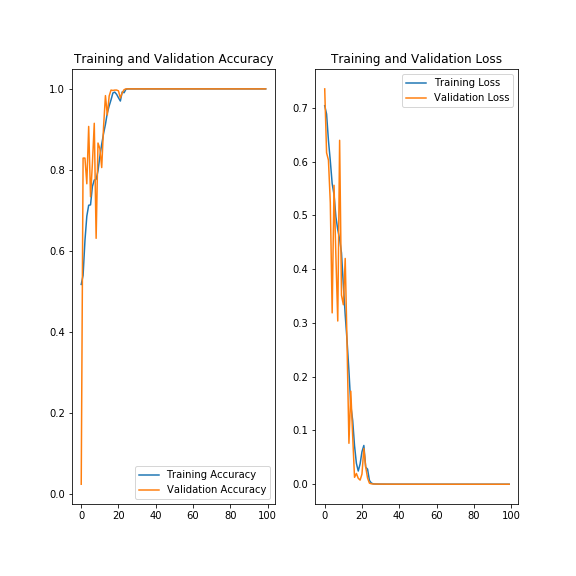 Training and Validation Accuracy
1.0
0.8
0.6
0.4
0.2
0.0
Training Accuracy
Validation Accuracy
0 20 40 60 80 100
Training and Validation Loss
Training Loss
Validation Loss
0.7
0.6
0.5
0.4
0.3
0.2
0.1
0.0
0 20 40 60 80 100